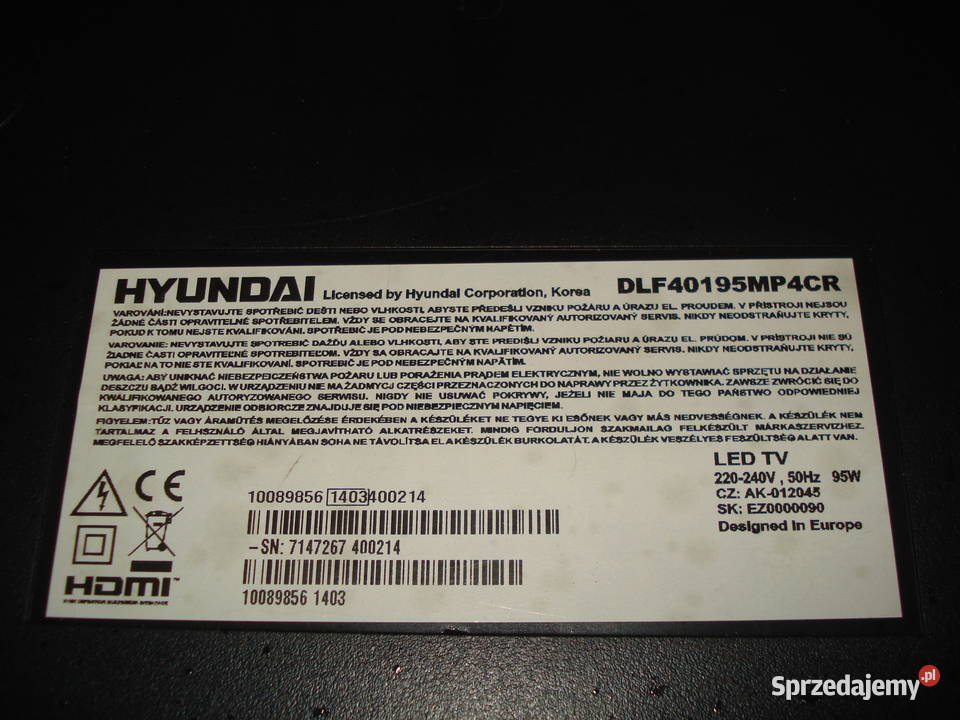 HYUNDAI Licensed by Hyundai Corporation, Korea DLF40195MP4CR
VAROVÁNÍ:NEVYSTAVUJTE SPOTŘEBIČ DEŠTI NEBO VLHKOSTI ABYSTE PŘEDEŠLI VZNIKU POŽÁRU A ÚRAZU EL. PROUDEM. V PŘÍSTROJI NEJSOU
ŽÁDNÉ ČÁSTI OPRAVITELNÉ SPOTŘEBITELEM. VŽDY SE OBRACEJTE NA KVALIFIKOVANÝ AUTORIZOVANÝ SERVIS. NIKDY NEODSTRAŇUJTE KRYTY,
POKUD K TOMU NEJSTE KVALIFIKOVÁNI. SPOTŘEBIČ JE POD NEBEZPEČNÝM NAPĚTÍM.
VAROVANIE: NEVYSTAVUJTE SPOTREBIČ DAŽĎU ALEBO VLHKOSTI, ABY STE PREDIŠLI VZNIKU POŽIARU A ÚRAZU EL. PRÚDOM. V PRÍSTROJI NIE SÚ
ŽIADNE ČASTI OPRAVITEĽNÉ SPOTREBITEĽOM. VŽDY SA OBRACAJTE NA KVALIFIKOVANÝ AUTORIZOVANÝ SERVIS. NIKDY NEODSTRAŇUJTE KRYTY,
POKIAĽ NA TO NIE STE KVALIFIKOVANÍ. SPOTREBIČ JE POD NEBEZPEČNÝM NAPÄTÍM.
UWAGA: ABY UNIKNĄĆ NIEBEZPIECZEŃSTWA POŻARU LUB PORAŻENIA PRĄDEM ELEKTRYCZNYM, NIE WOLNO WYSTAWIAĆ SPRZĘTU NA DZIAŁANIE
DESZCZU BĄDŹ WILGOCI. W URZĄDZENIU NIE MA ŻADNYCJ CZĘŚCI PRZEZNACZONYCH DO NAPRAWY PRZEZ UŻYTKOWNIKA. ZAWSZE ZWRÓCIĆ SIĘ DO
KWALIFIKOWANEGO AUTORYZOWANEGO SERWISU. NIGDY NIE USUWAĆ POKRYWY, JEŻELI NIE MAJĄ DO TEGO PAŃSTWO ODPOWIEDNIEJ
KLASYFIKACJI. URZĄDZENIE ODBIORCZE ZNAJDUJE SIĘ POD NIEBEZPIECZNYM NAPIĘCIEM.
FIGYELEM:TŰZ VAGY ÁRAMÜTÉS MEGELŐZÉSE ÉRDEKÉBEN A KÉSZÜLÉKET NE TEGYE KI ESŐNEK VAGY MÁS NEDVESSÉGNEK. A KÉSZÜLÉK NEM
TARTALMAZ A FELHSZNÁLÓ ÁLTAL MEGJAVÍTHATÓ ALKATRÉSZEKET. MINDIG FORDULJON SZAKMAILAG FELKÉSZÜLT MÁRKASZERVIZHEZ.
MEGFELELŐ SZAKKÉPZETTSÉG HIÁNYÁBAN SOHA NE TÁVOLÍTSA EL A KÉSZÜLÉK BURKOLATÁT. A KÉSZÜLÉK VESZÉLYES FESZÜLTSÉG ALATT VAN.
LED TV
220-240V , 50Hz 95W
CZ: AK-012045
SK: EZ0000090
Designed In Europe
CE
10089856 1403400214
-SN: 7147267 400214
10089856 1403
HDMI™
Sprzedajemy.pl